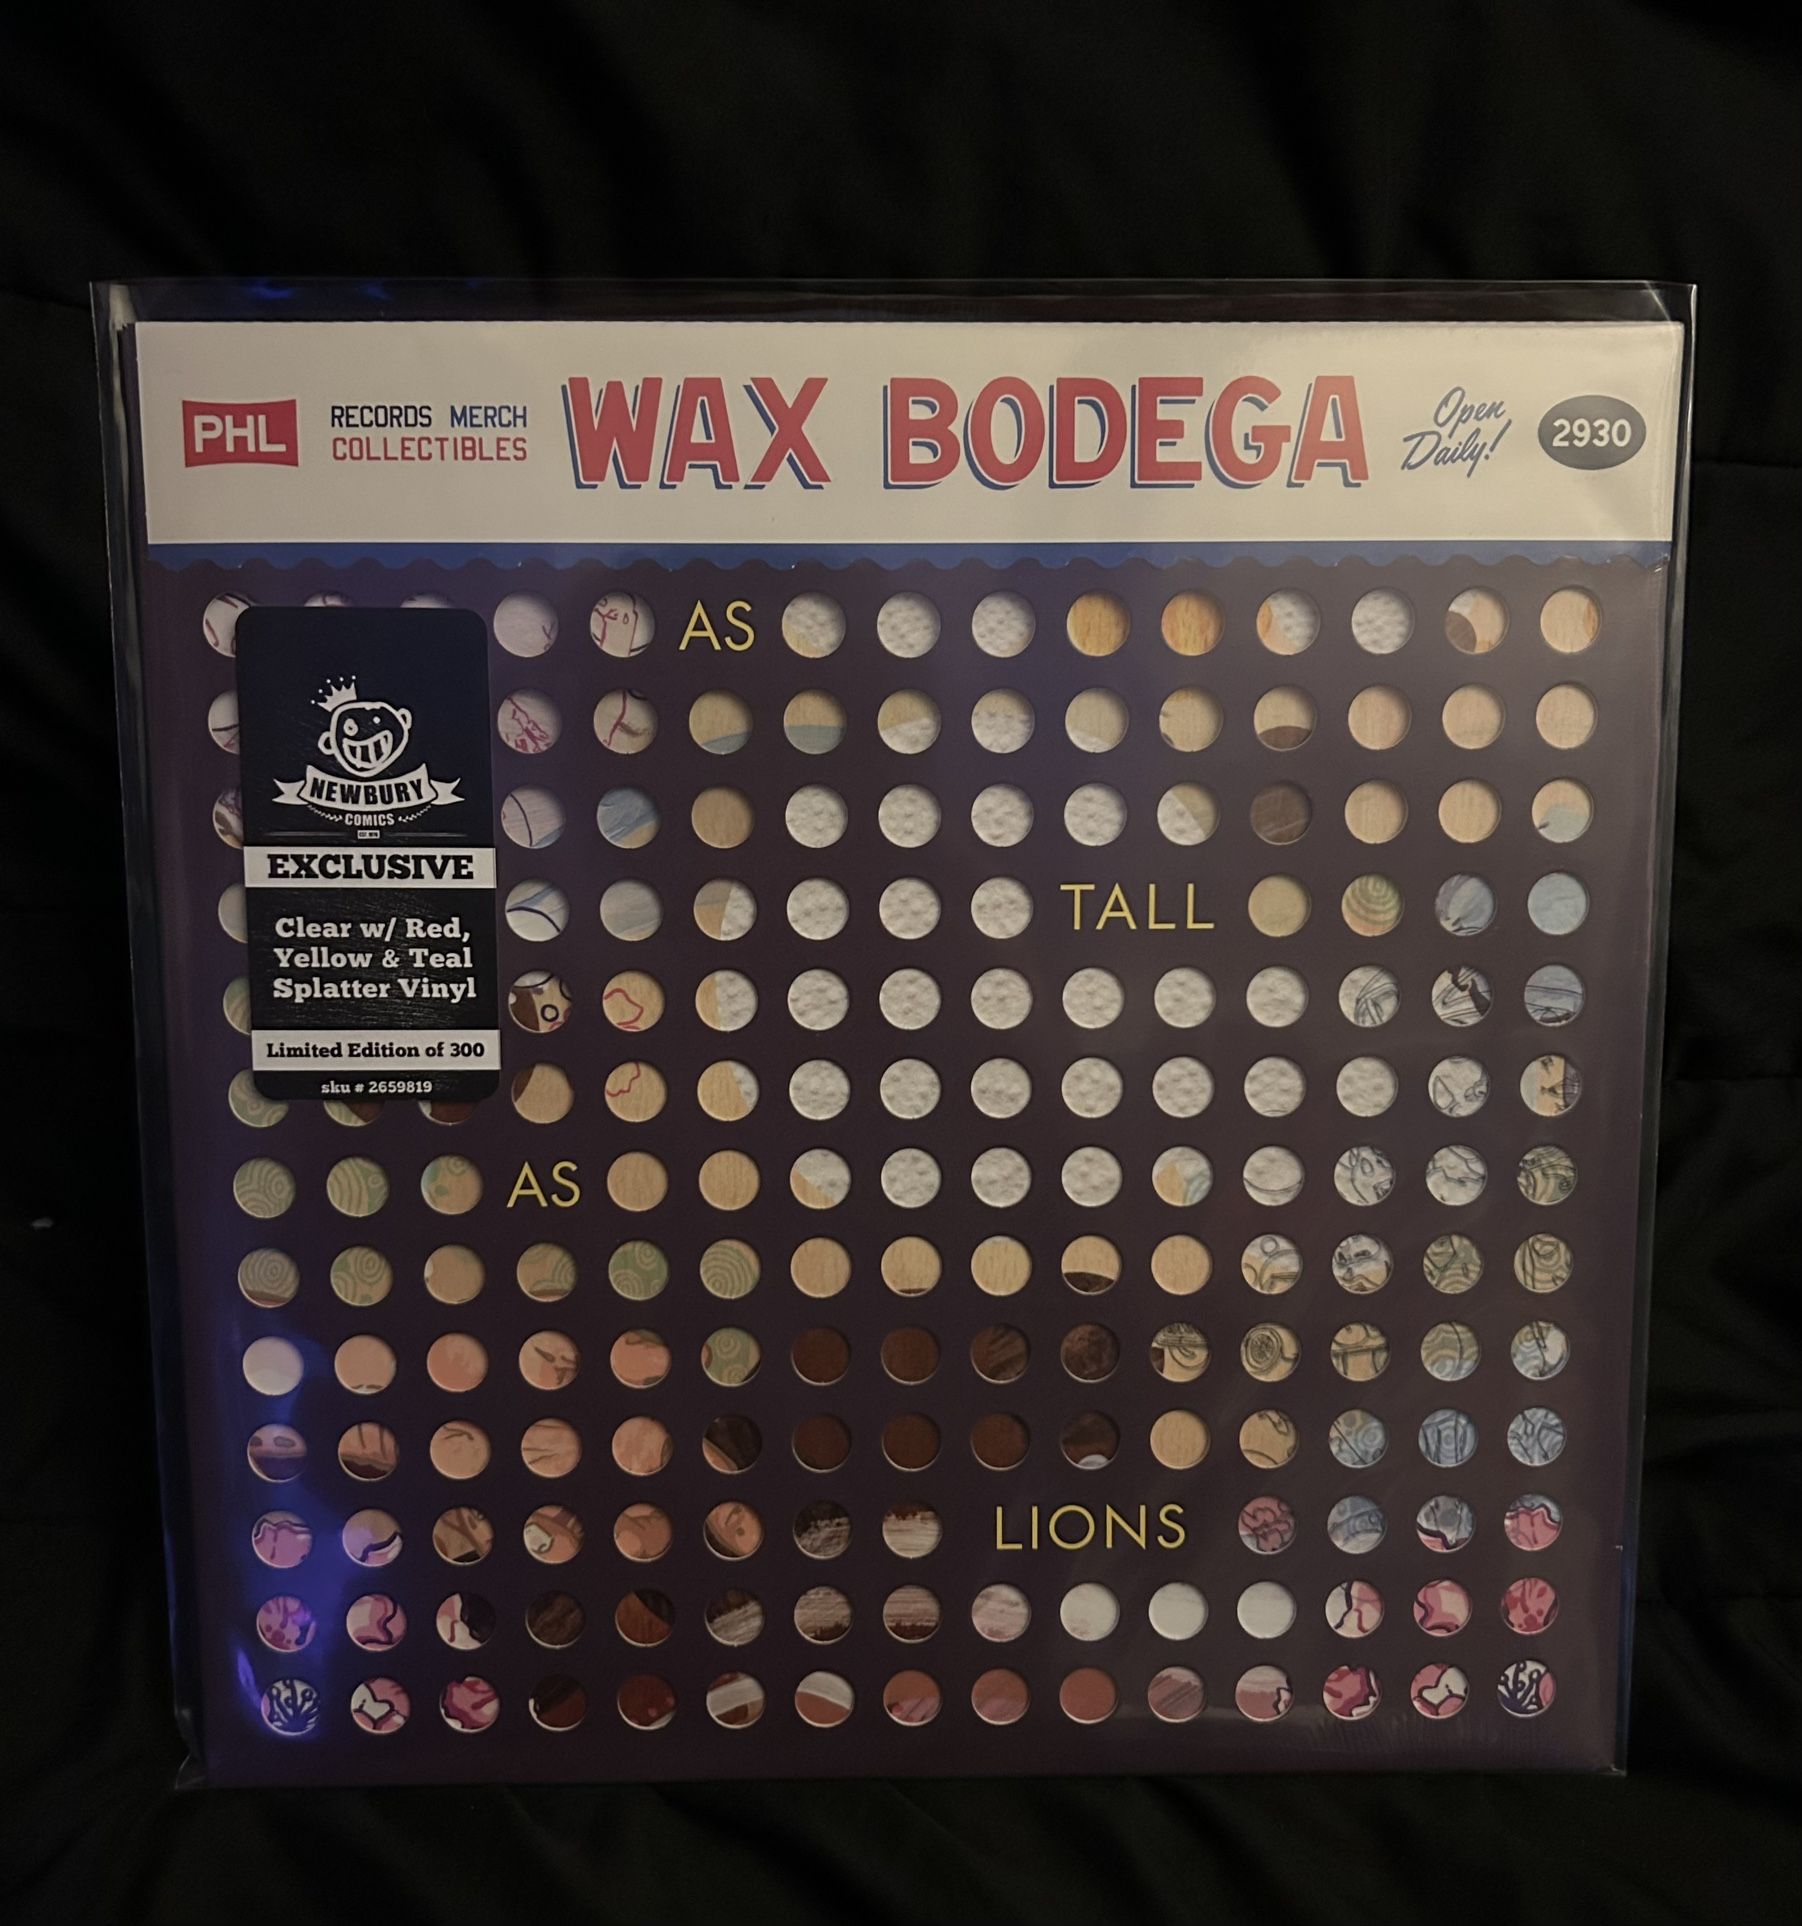 PHL
RECORDS MERCH
COLLECTIBLES
WAX BODEGA
Open
Daily!
2930
AS
NEWBURY
COMICS
EXCLUSIVE
Clear w/ Red,
Yellow & Teal
Splatter Vinyl
Limited Edition of 300
sku # 2659819
TALL
AS
LIONS